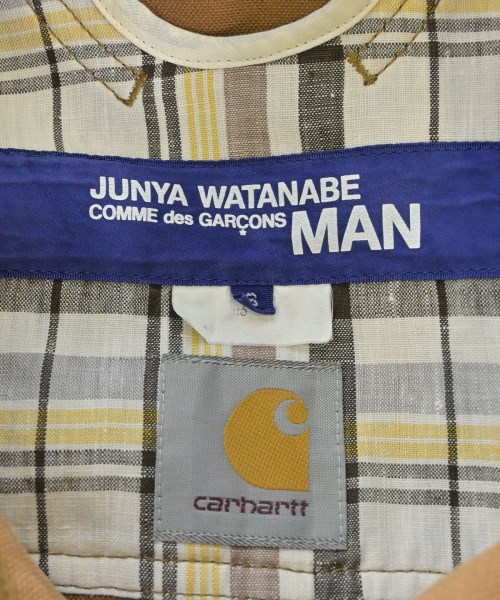 JUNYA WATANABE
COMME des GARÇONS
MAN
carhartt